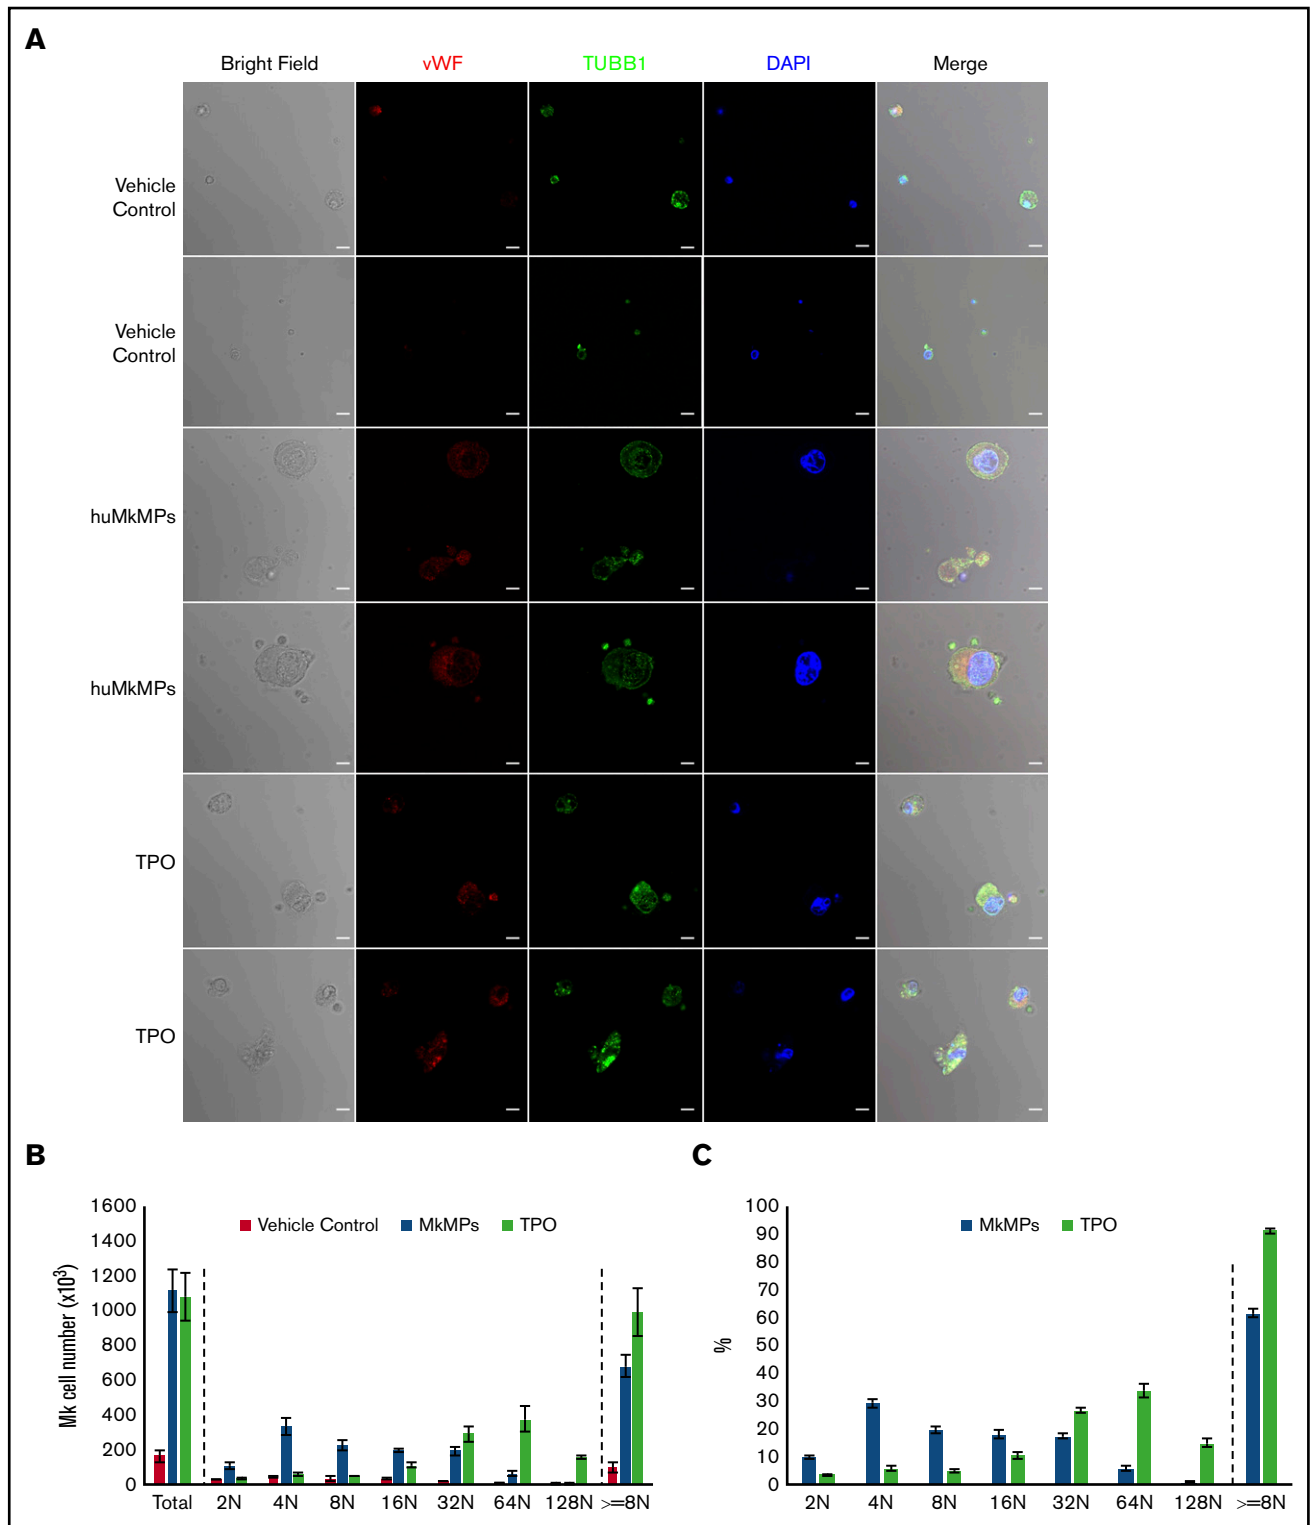 A
Bright Field vWF TUBB1 DAPI Merge
Vehicle
Control
Vehicle
Control
huMkMPs
huMkMPs
TPO
TPO
B
Mk cell number (x10³)
1600
1400
1200
1000
800
600
400
200
0
Vehicle Control MkMPs TPO
Total 2N 4N 8N 16N 32N 64N 128N >=8N
C
%
100
90
80
70
60
50
40
30
20
10
0
MkMPs TPO
2N 4N 8N 16N 32N 64N 128N >=8N